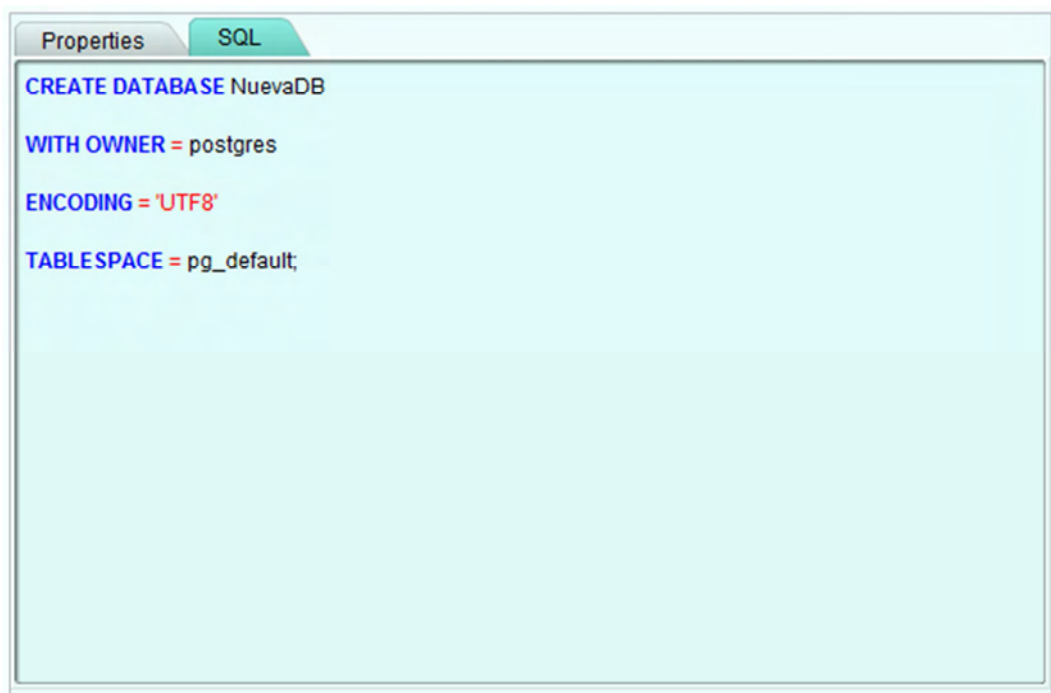 Properties
SQL
CREATE DATABASE NuevaDB
WITH OWNER = postgres
ENCODING = 'UTF8'
TABLESPACE = pg_default;